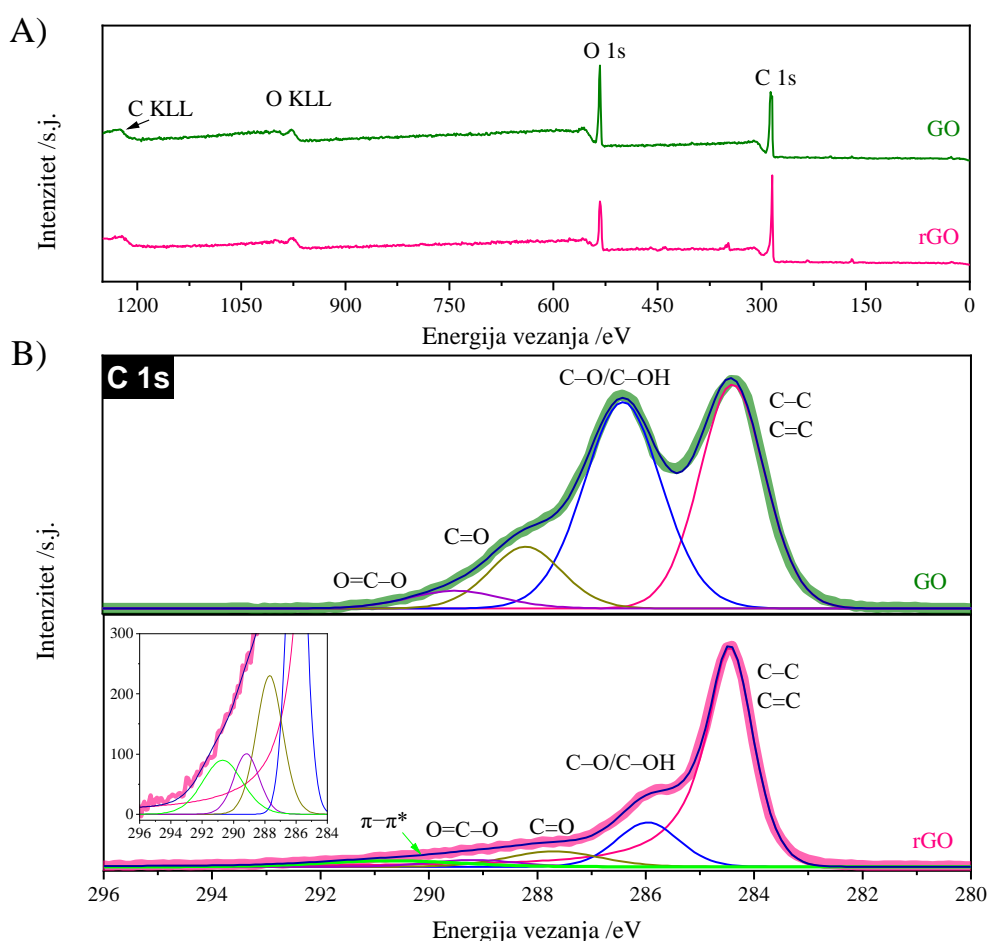 A)
O 1s
C 1s
C KLL
O KLL
GO
rGO
Intenzitet /s.j.
1200 1050 900 750 600 450 300 150 0
Energija vezanja /eV
B)
C 1s
C–O/C–OH
C–C
C=C
C=O
O=C–O
GO
Intenzitet /s.j.
300
200
100
0
296 294 292 290 288 286 284
C–C
C=C
C–O/C–OH
π–π*
O=C–O
C=O
rGO
296 294 292 290 288 286 284 282 280
Energija vezanja /eV